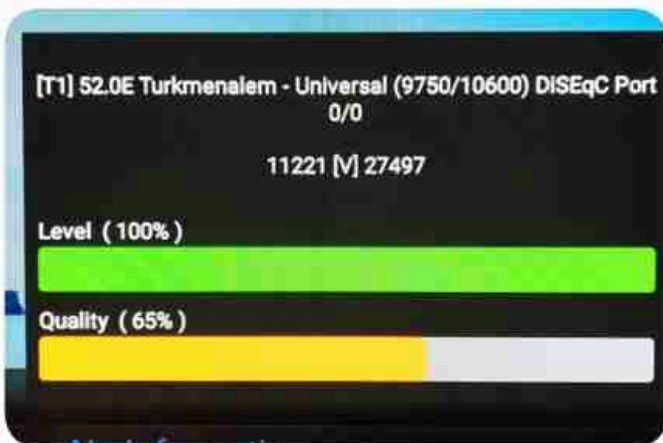 [T1] 52.0E Turkmenalem - Universal (9750/10600) DISEqC Port
0/0
11221 [V] 27497
Level ( 100% )
Quality ( 65% )